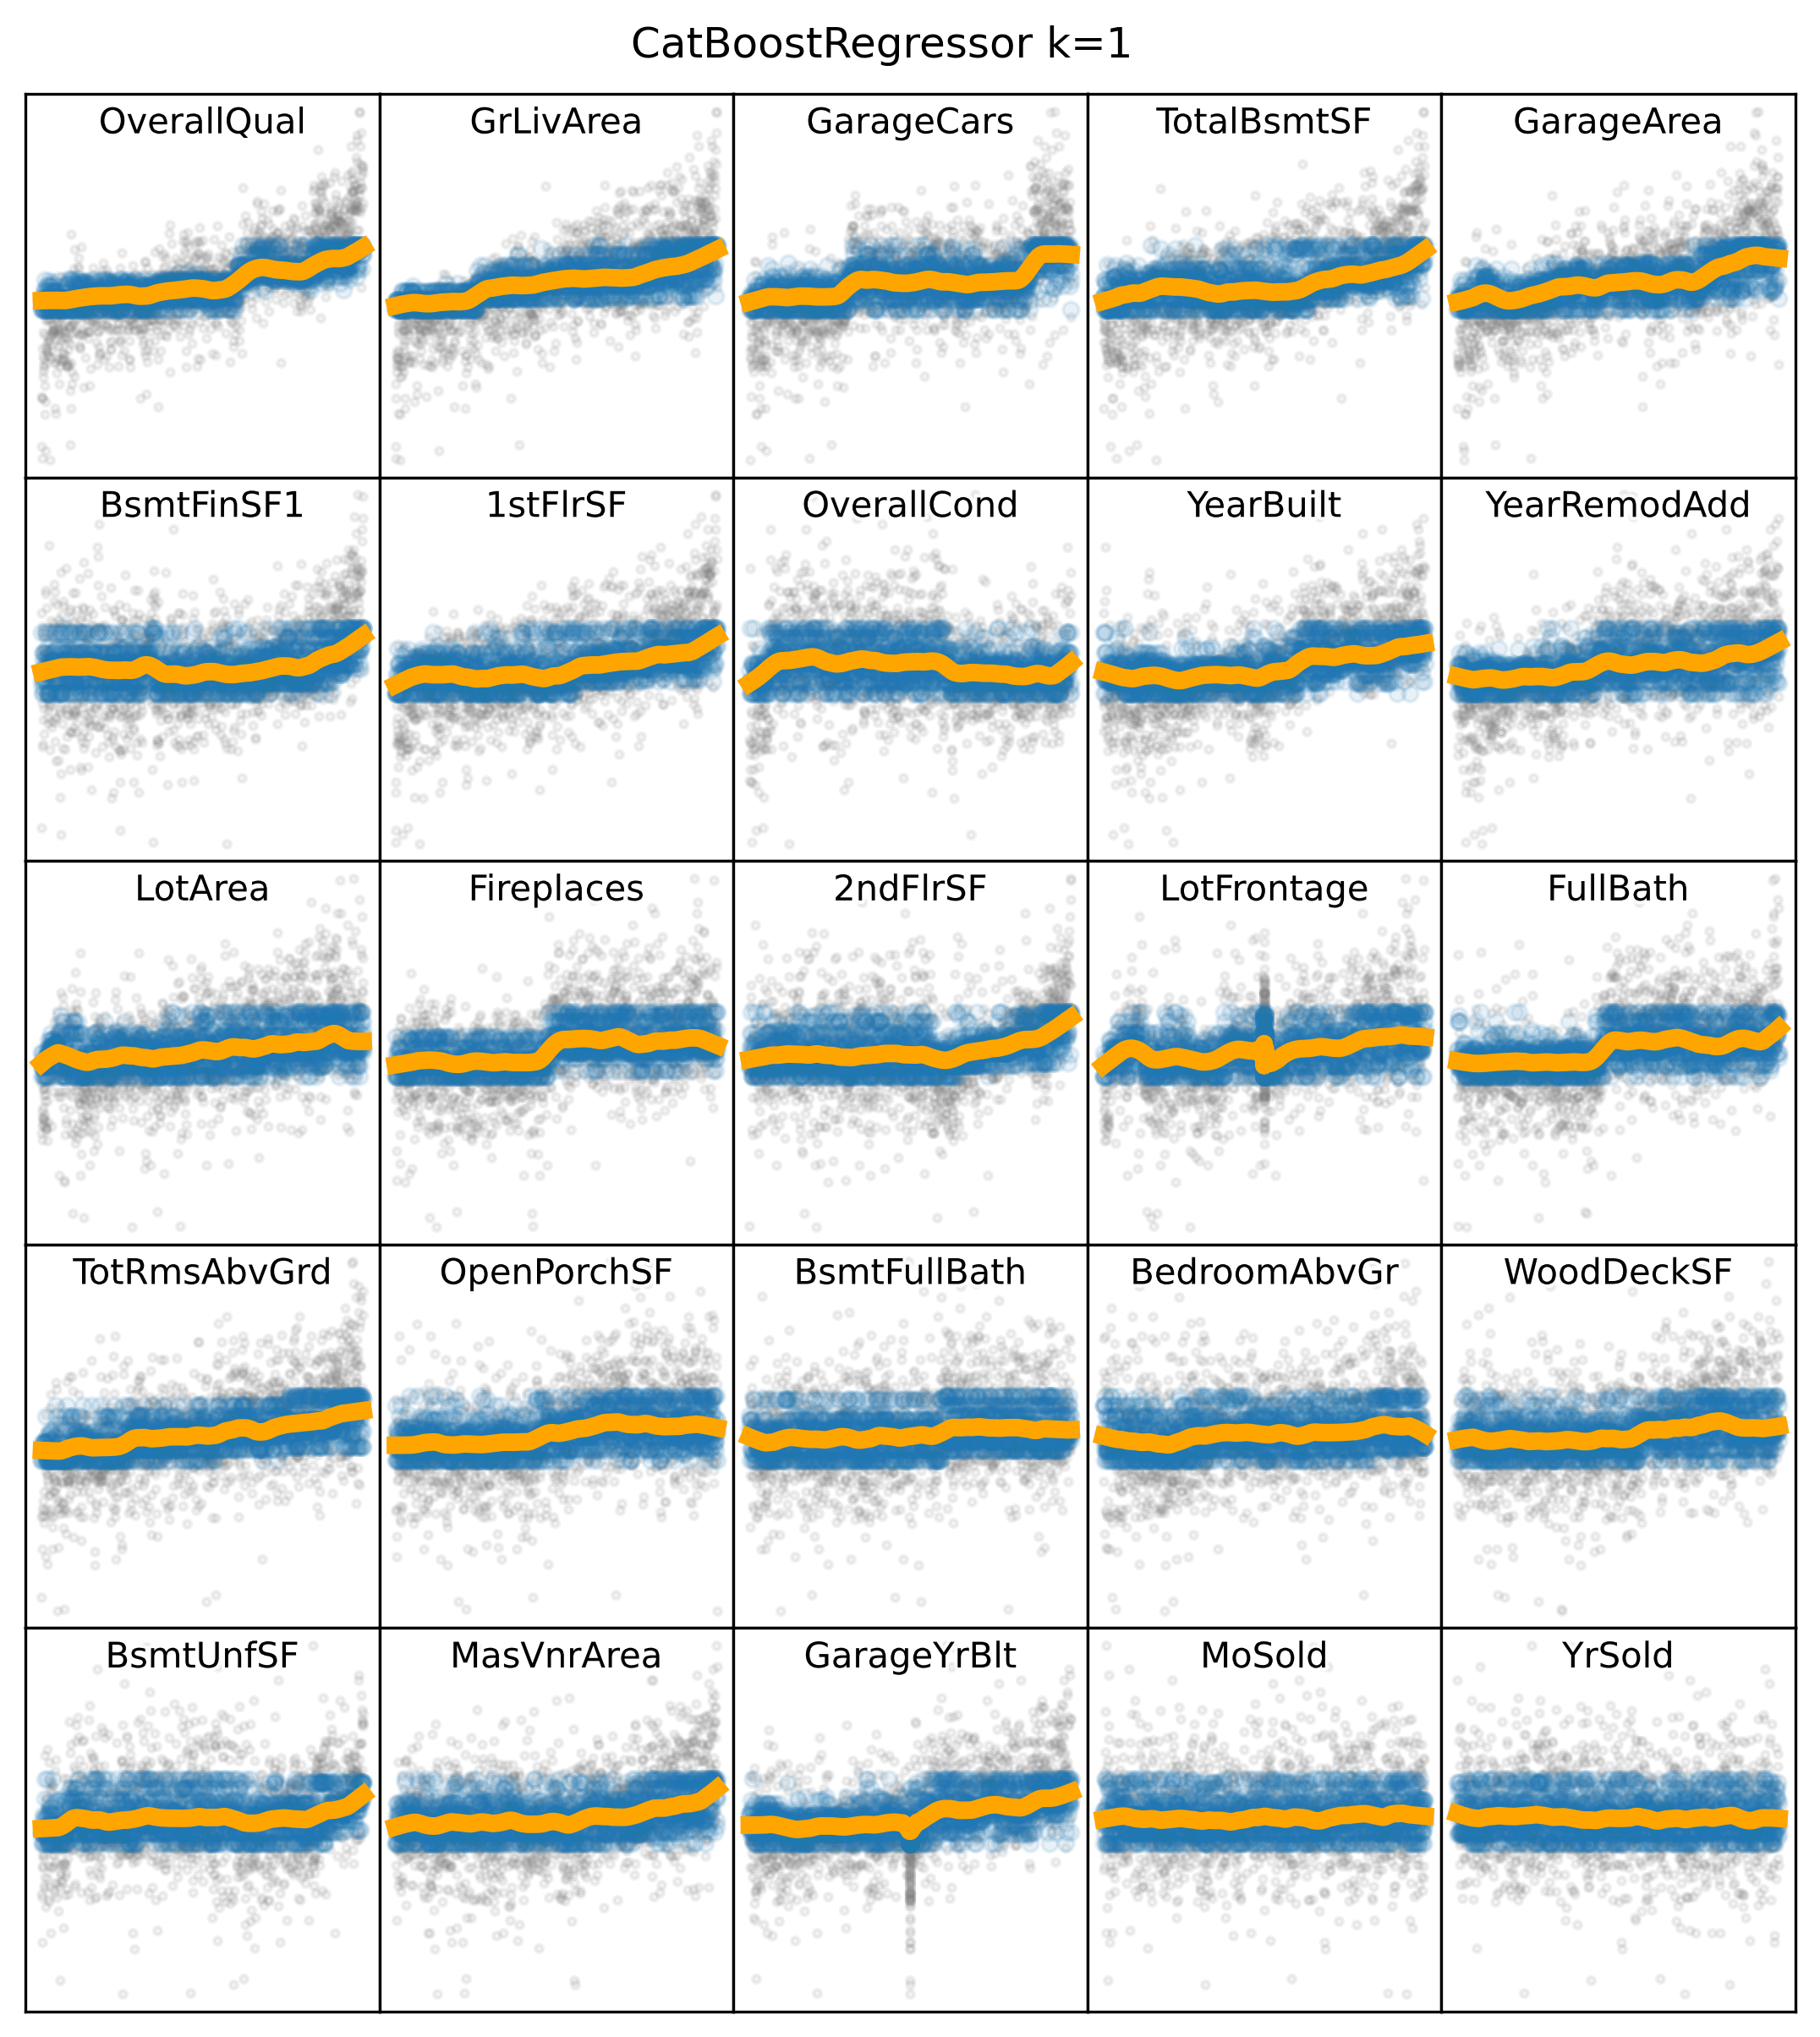 CatBoostRegressor k=1
OverallQual
GrLivArea
GarageCars
TotalBsmtSF
GarageArea
BsmtFinSF1
1stFlrSF
OverallCond
YearBuilt
YearRemodAdd
LotArea
Fireplaces
2ndFlrSF
LotFrontage
FullBath
TotRmsAbvGrd
OpenPorchSF
BsmtFullBath
BedroomAbvGr
WoodDeckSF
BsmtUnfSF
MasVnrArea
GarageYrBlt
MoSold
YrSold